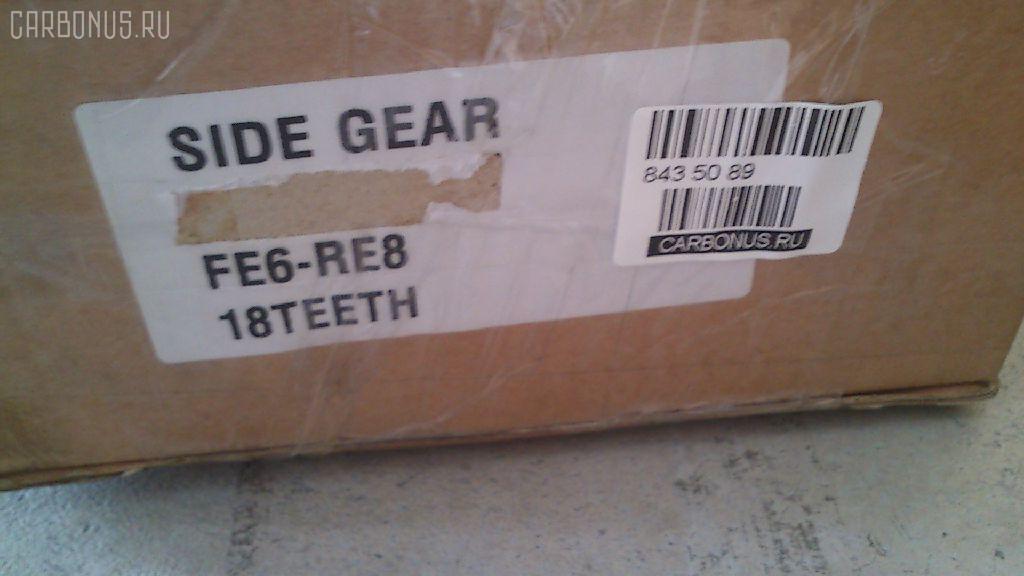 CARBONUS.RU
SIDE GEAR
FE6-RE8
18TEETH
843 50 89
CARBONUS.RU